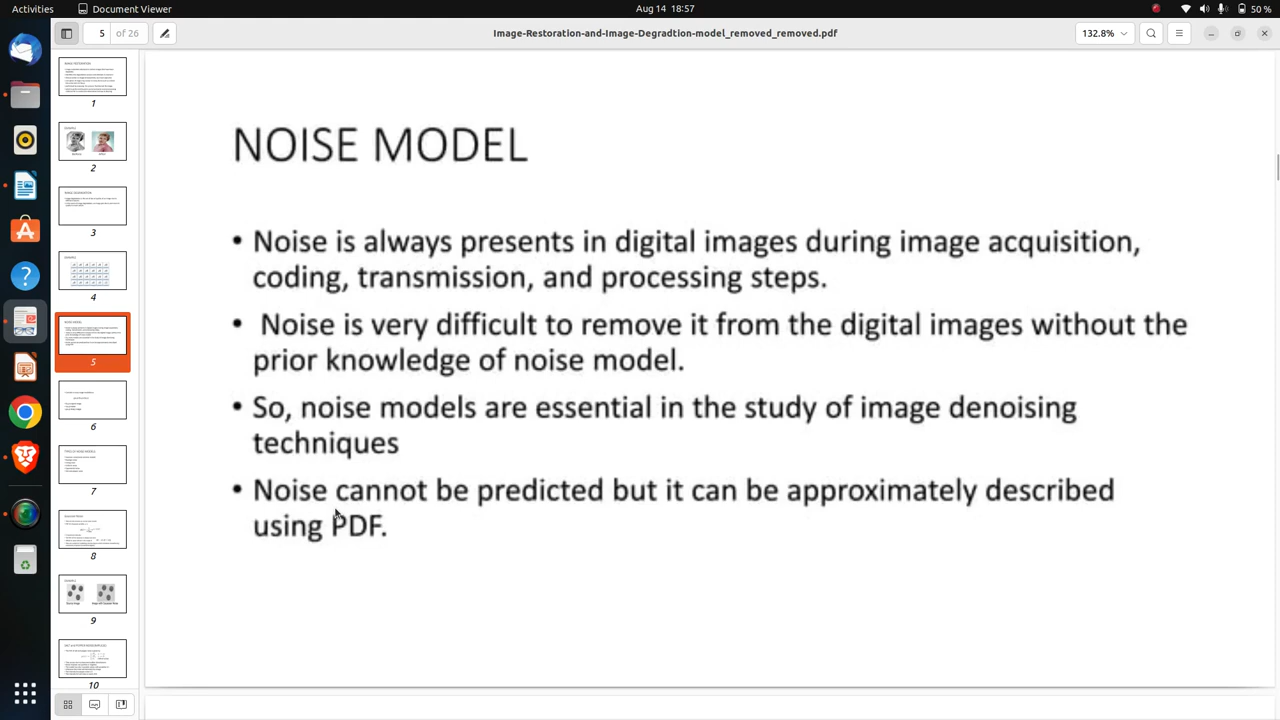 Activities
Document Viewer
Aug 14 18:57
50 %
5 of 26
Image-Restoration-and-Image-Degradtion-model_removed_removed.pdf
132.8%
1
2
3
4
5
6
7
8
9
10
NOISE MODEL
• Noise is always presents in digital images during image acquisition,
coding, transmission, and processing steps.
• Noise is very difficult to remove it from the digital images without the
prior knowledge of noise model.
• So, noise models are essential in the study of image denoising
techniques
• Noise cannot be predicted but it can be approximately described
using PDF.